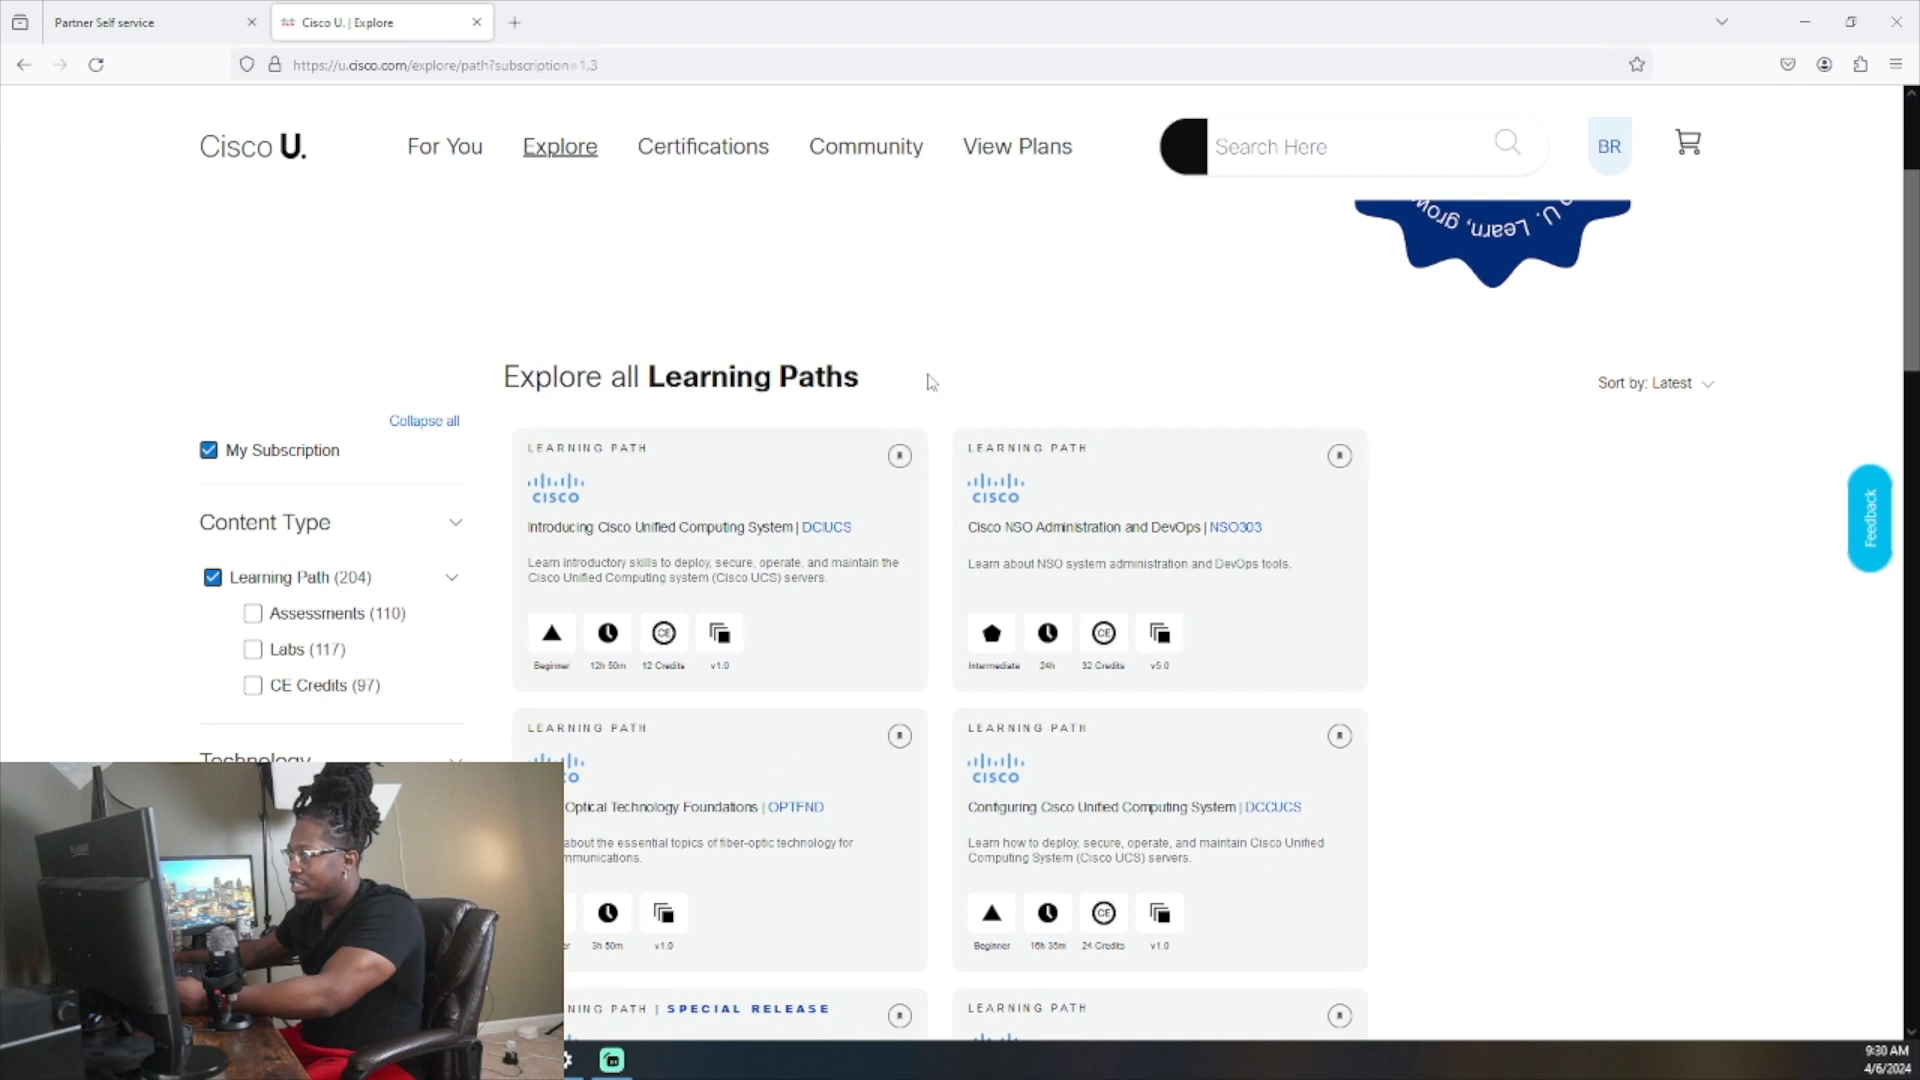 Partner Self service
Cisco U. | Explore
https://u.cisco.com/explore/path?subscription=1,3
Cisco U.
For You
Explore
Certifications
Community
View Plans
Search Here
BR
U. Learn, grow
Explore all Learning Paths
Sort by: Latest
Collapse all
My Subscription
Content Type
Learning Path (204)
Assessments (110)
Labs (117)
CE Credits (97)
Technology
LEARNING PATH
CISCO
Introducing Cisco Unified Computing System | DCIUCS
Learn introductory skills to deploy, secure, operate, and maintain the
Cisco Unified Computing system (Cisco UCS) servers.
CE
Beginner
12h 50m
12 Credits
v1.0
LEARNING PATH
CISCO
Cisco NSO Administration and DevOps | NSO303
Learn about NSO system administration and DevOps tools.
CE
Intermediate
24h
32 Credits
v5.0
LEARNING PATH
Optical Technology Foundations | OPTFND
about the essential topics of fiber-optic technology for
3h 50m
v1.0
LEARNING PATH
CISCO
Configuring Cisco Unified Computing System | DCCUCS
Learn how to deploy, secure, operate, and maintain Cisco Unified
Computing System (Cisco UCS) servers.
CE
Beginner
16h 35m
24 Credits
v1.0
PATH | SPECIAL RELEASE
LEARNING PATH
Feedback
9:30 AM
4/6/2024